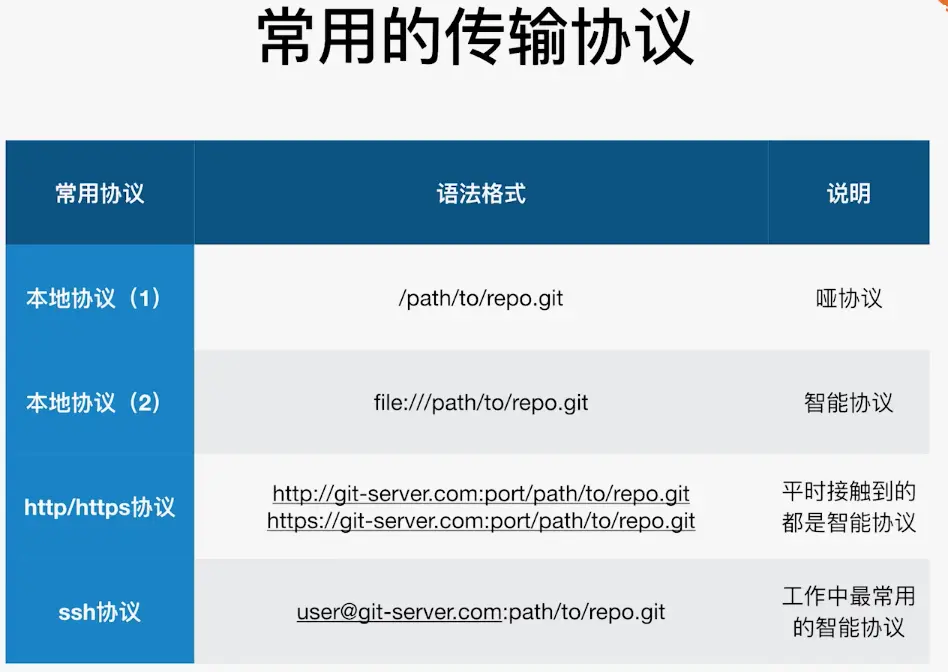 常用的传输协议
常用协议 语法格式 说明
本地协议（1） /path/to/repo.git 哑协议
本地协议（2） file:///path/to/repo.git 智能协议
http/https协议
http://git-server.com:port/path/to/repo.git
https://git-server.com:port/path/to/repo.git
平时接触到的
都是智能协议
ssh协议
user@git-server.com:path/to/repo.git
工作中最常用
的智能协议